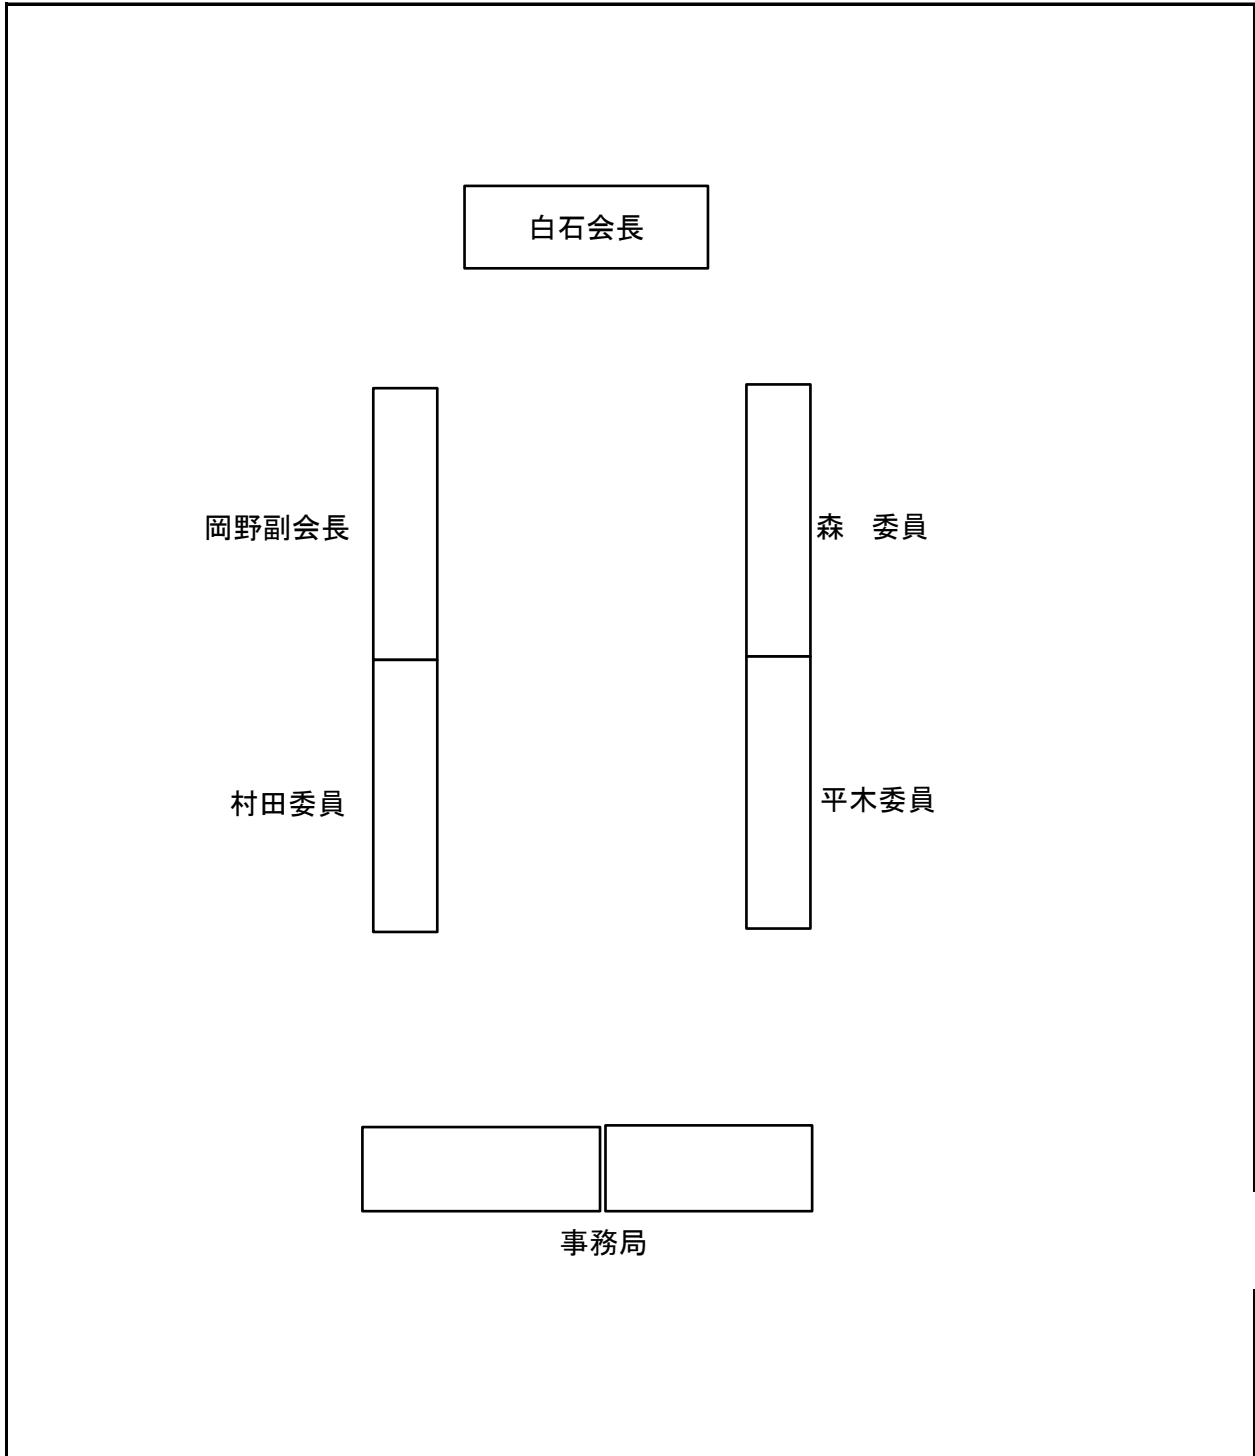 白石会長
岡野副会長
森　委員
村田委員
平木委員
事務局